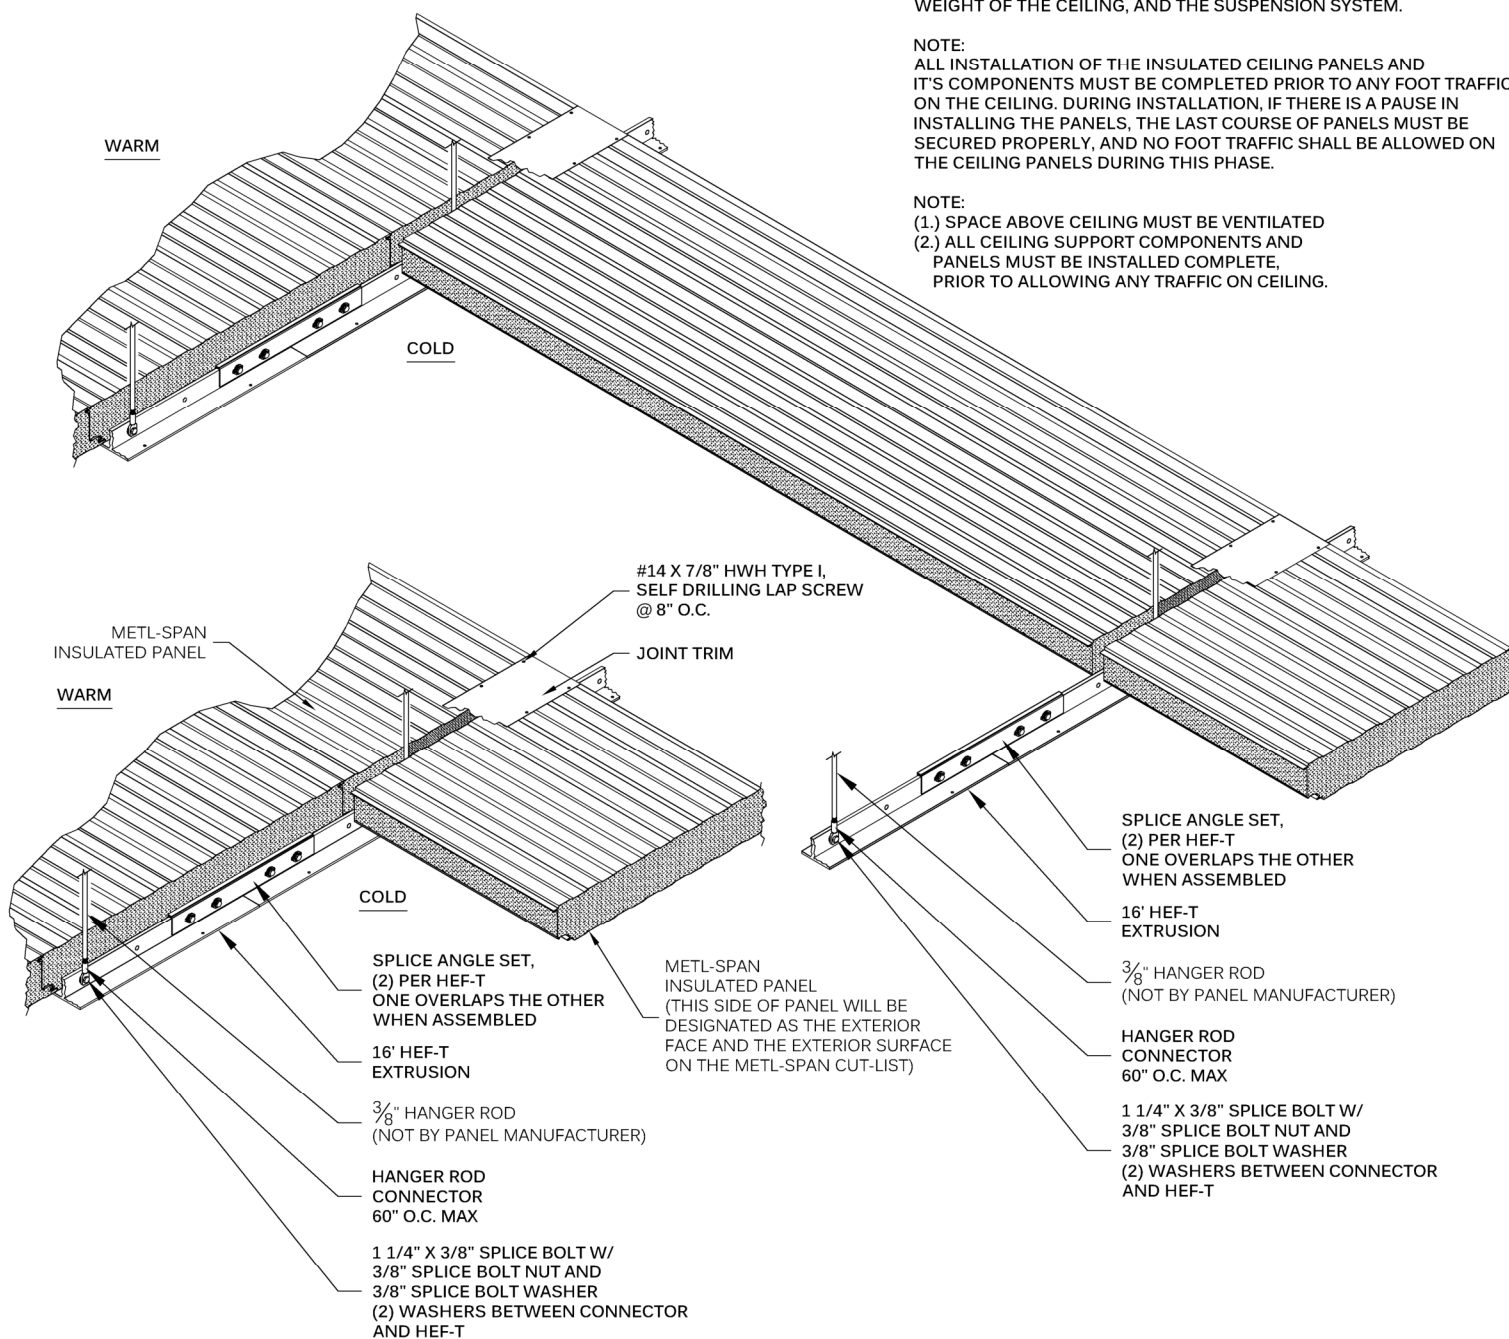 WEIGHT OF THE CEILING, AND THE SUSPENSION SYSTEM.
NOTE:
ALL INSTALLATION OF THE INSULATED CEILING PANELS AND
IT'S COMPONENTS MUST BE COMPLETED PRIOR TO ANY FOOT TRAFFIC
ON THE CEILING. DURING INSTALLATION, IF THERE IS A PAUSE IN
INSTALLING THE PANELS, THE LAST COURSE OF PANELS MUST BE
SECURED PROPERLY, AND NO FOOT TRAFFIC SHALL BE ALLOWED ON
THE CEILING PANELS DURING THIS PHASE.
NOTE:
(1.) SPACE ABOVE CEILING MUST BE VENTILATED
(2.) ALL CEILING SUPPORT COMPONENTS AND
PANELS MUST BE INSTALLED COMPLETE,
PRIOR TO ALLOWING ANY TRAFFIC ON CEILING.
WARM
COLD
#14 X 7/8" HWH TYPE I,
SELF DRILLING LAP SCREW
@ 8" O.C.
JOINT TRIM
METL-SPAN
INSULATED PANEL
WARM
COLD
SPLICE ANGLE SET,
(2) PER HEF-T
ONE OVERLAPS THE OTHER
WHEN ASSEMBLED
16' HEF-T
EXTRUSION
3/8" HANGER ROD
(NOT BY PANEL MANUFACTURER)
HANGER ROD
CONNECTOR
60" O.C. MAX
1 1/4" X 3/8" SPLICE BOLT W/
3/8" SPLICE BOLT NUT AND
3/8" SPLICE BOLT WASHER
(2) WASHERS BETWEEN CONNECTOR
AND HEF-T
METL-SPAN
INSULATED PANEL
(THIS SIDE OF PANEL WILL BE
DESIGNATED AS THE EXTERIOR
FACE AND THE EXTERIOR SURFACE
ON THE METL-SPAN CUT-LIST)
SPLICE ANGLE SET,
(2) PER HEF-T
ONE OVERLAPS THE OTHER
WHEN ASSEMBLED
16' HEF-T
EXTRUSION
3/8" HANGER ROD
(NOT BY PANEL MANUFACTURER)
HANGER ROD
CONNECTOR
60" O.C. MAX
1 1/4" X 3/8" SPLICE BOLT W/
3/8" SPLICE BOLT NUT AND
3/8" SPLICE BOLT WASHER
(2) WASHERS BETWEEN CONNECTOR
AND HEF-T